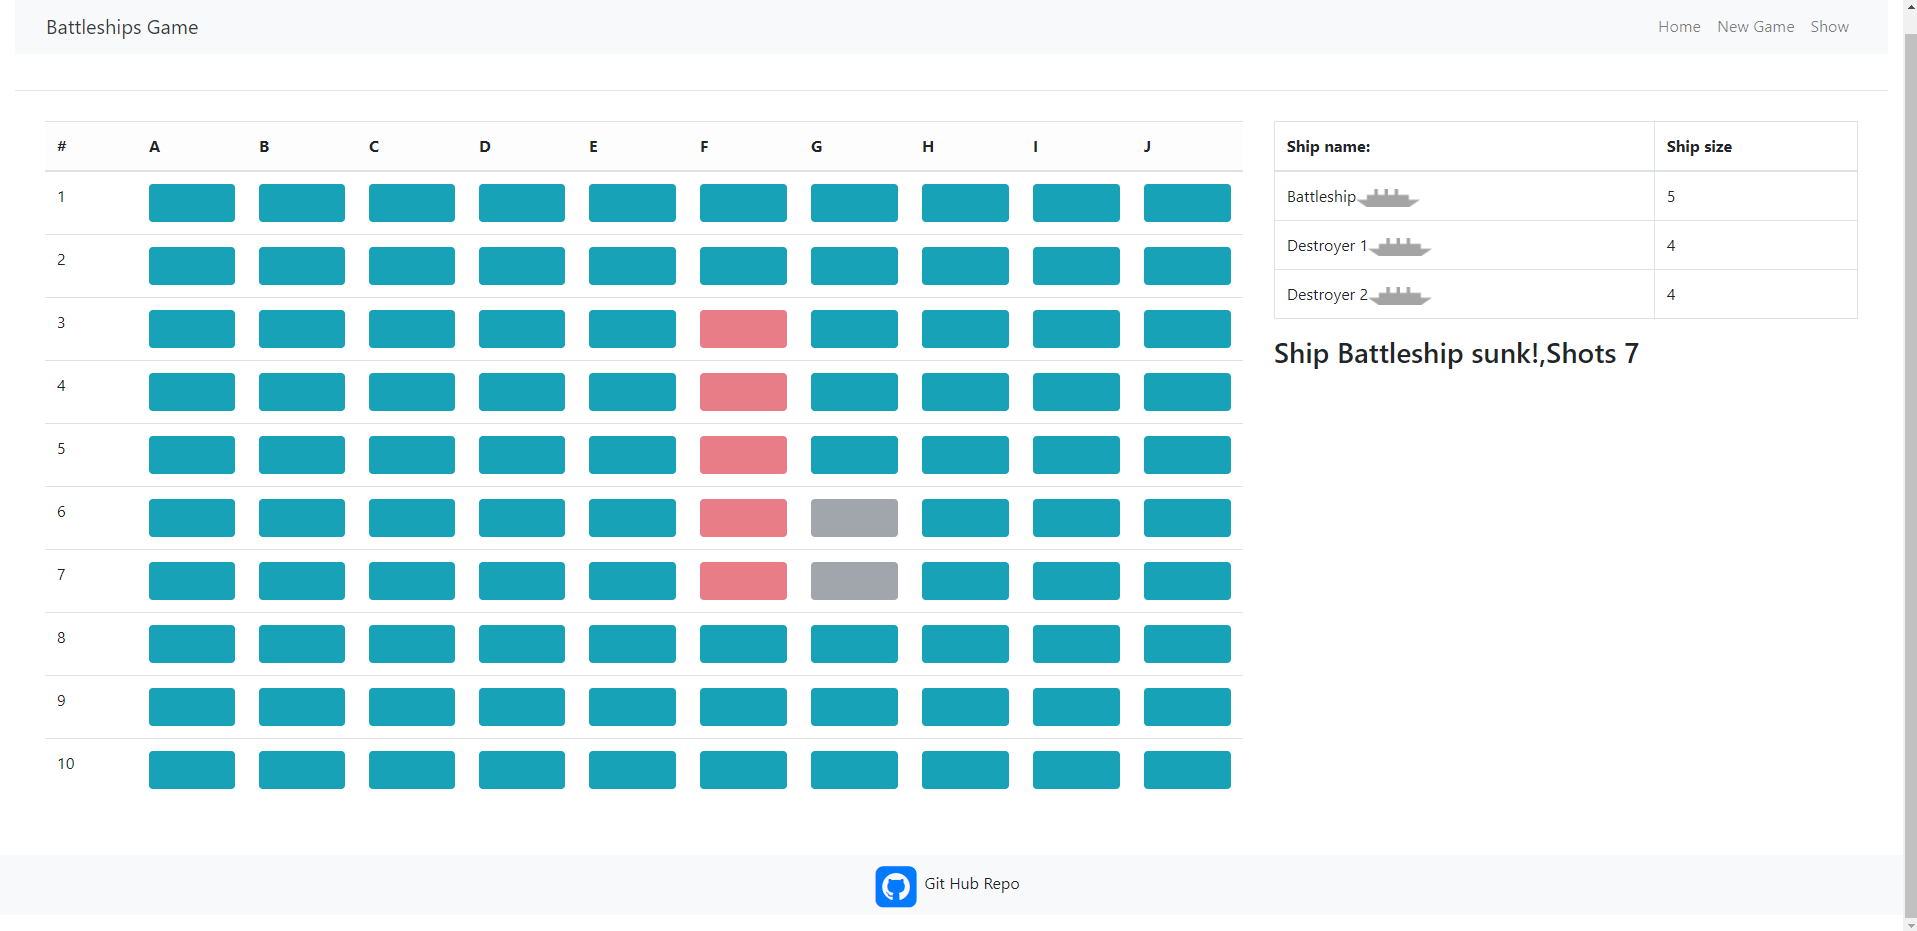 Battleships Game
Home New Game Show
# A B C D E F G H I J
1
2
3
4
5
6
7
8
9
10
Ship name: Ship size
Battleship 5
Destroyer 1 4
Destroyer 2 4
Ship Battleship sunk!,Shots 7
Git Hub Repo